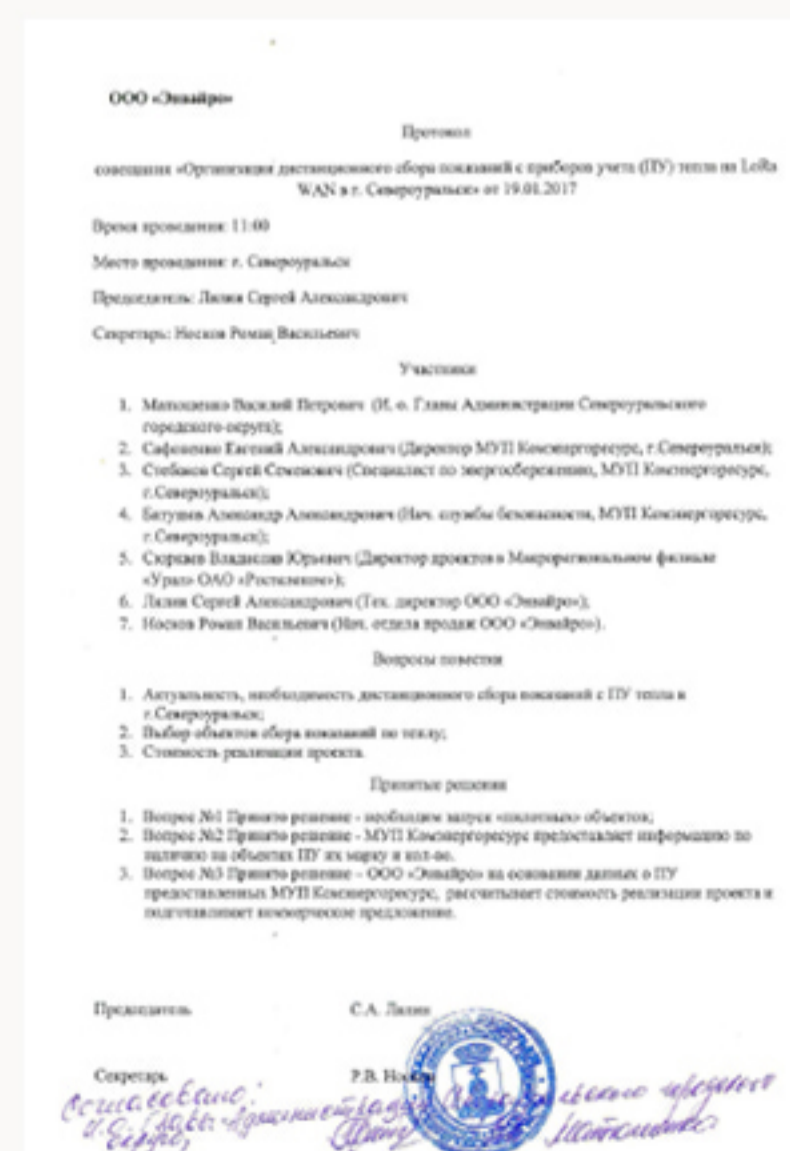 ООО «Энвайро»
Протокол
совещания «Организация дистанционного сбора показаний с приборов учета (ПУ) тепла на LoRa
WAN в г. Североуральск» от 19.01.2017
Время проведения: 11:00
Место проведения: г. Североуральск
Председатель: Лялин Сергей Александрович
Секретарь: Носков Роман Васильевич
Участники
1. Матюшенко Василий Петрович (И. о. Главы Администрации Североуральского
городского округа);
2. Сафоненко Евгений Александрович (Директор МУП Комэнергоресурс, г.Североуральск);
3. Сергей Семенович (Специалист по энергосбережению, МУП Комэнергоресурс,
г.Североуральск);
4. Александр Александрович (Нач. службы безопасности, МУП Комэнергоресурс,
г.Североуральск);
5. Владислав Юрьевич (Директор проектов в Макрорегиональном филиале
«Урал» ОАО «Ростелеком»);
6. Лялин Сергей Александрович (Тех. директор ООО «Энвайро»);
7. Носков Роман Васильевич (Нач. отдела продаж ООО «Энвайро»).
Вопросы повестки
1. Актуальность, необходимость дистанционного сбора показаний с ПУ тепла в
г.Североуральск;
2. Выбор объектов сбора показаний по теплу;
3. Стоимость реализации проекта.
Принятые решения
1. Вопрос №1 Принято решение - необходим запуск «пилотных» объектов;
2. Вопрос №2 Принято решение - МУП Комэнергоресурс предоставляет информацию по
наличию на объектах ПУ их марку и кол-во.
3. Вопрос №3 Принято решение – ООО «Энвайро» на основании данных о ПУ
предоставленных МУП Комэнергоресурс, рассчитывает стоимость реализации проекта и
подготавливает коммерческое предложение.
Председатель С.А. Лялин
Секретарь Р.В. Носков
Согласовано:
И.о. Главы Администрации Североуральского городского
округа, Матюшенко